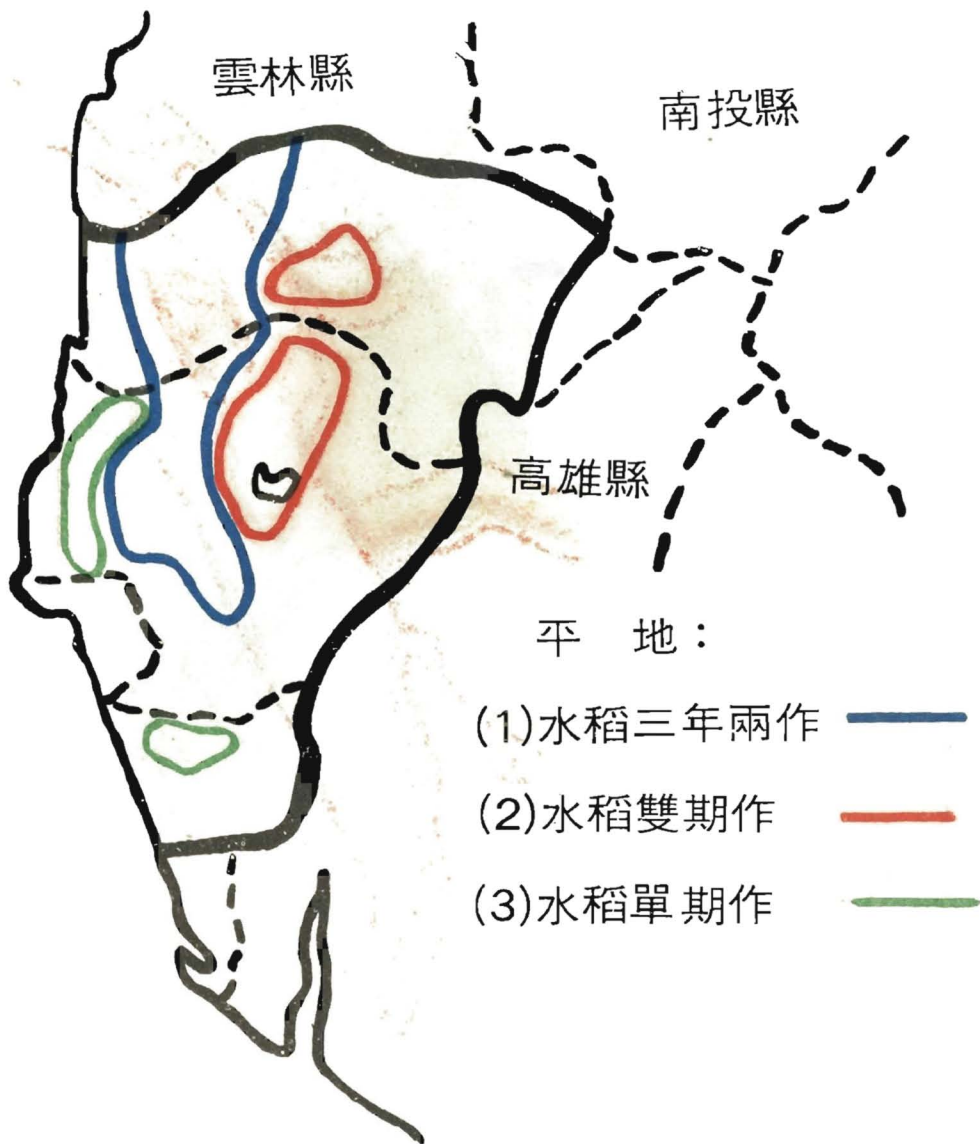 雲林縣
南投縣
高雄縣
平 地：
(1)水稻三年兩作
(2)水稻雙期作
(3)水稻單期作